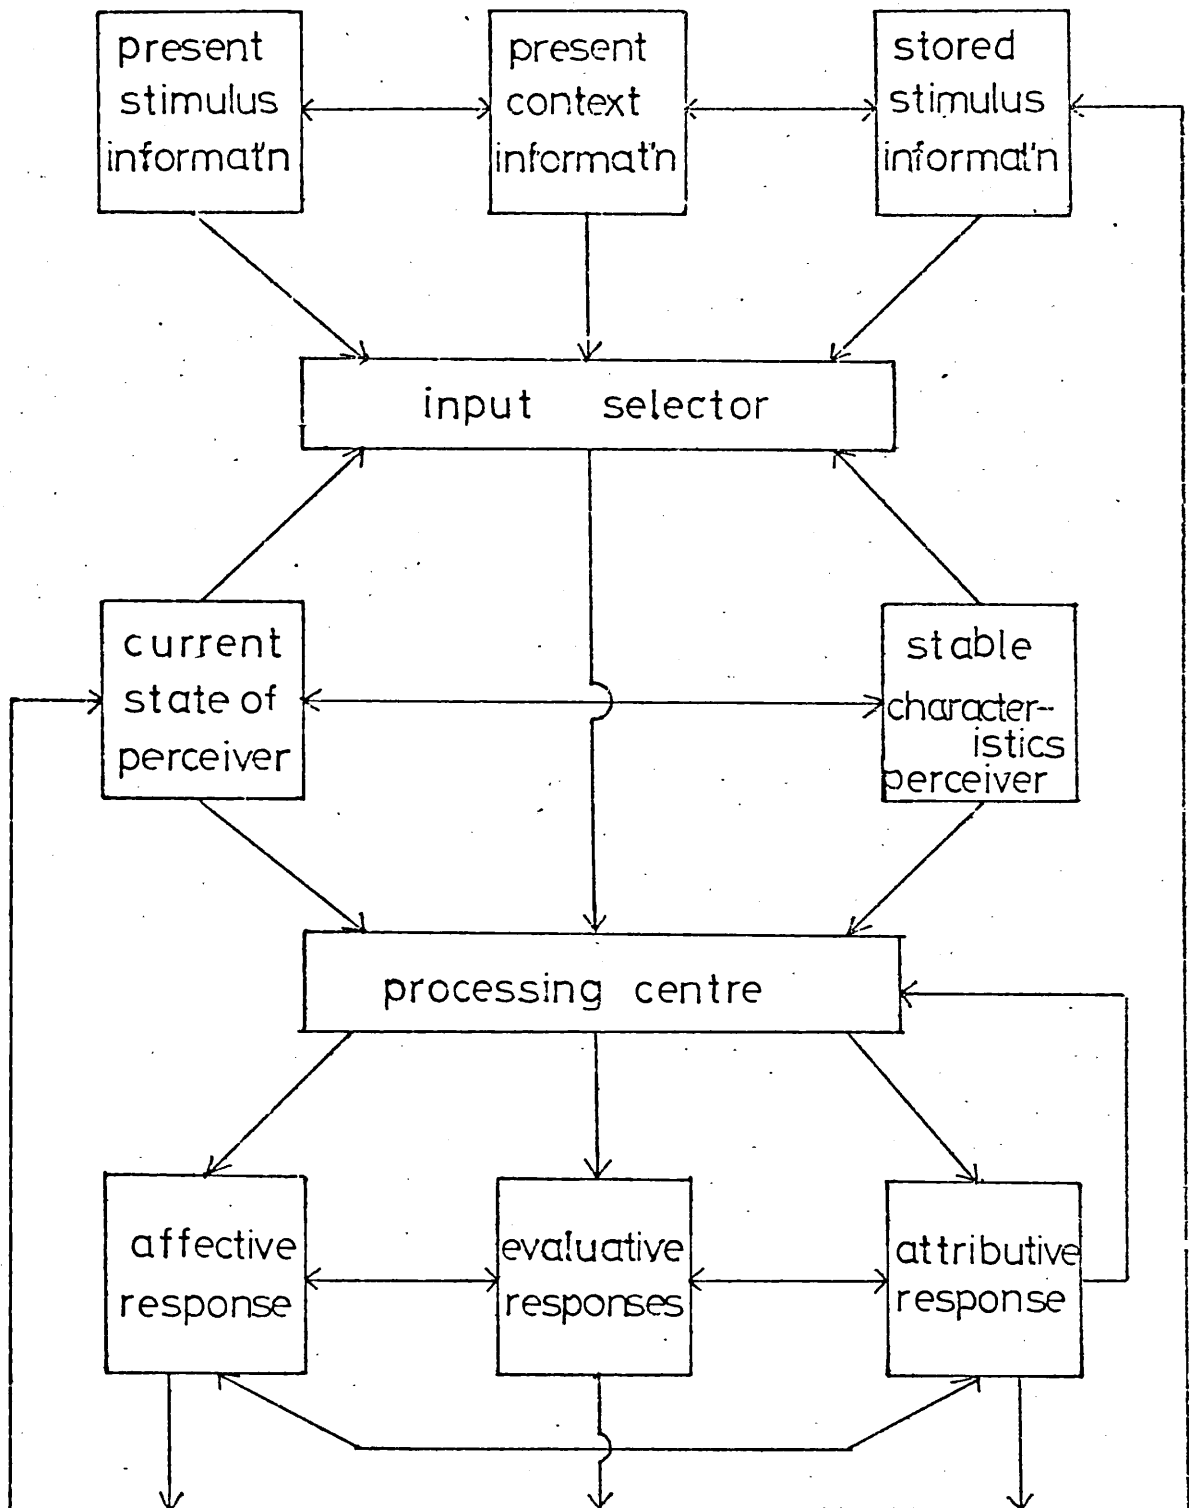 present
stimulus
informat'n
present
context
informat'n
stored
stimulus
informat'n
input selector
current
state of
perceiver
stable
character-
istics
perceiver
processing centre
affective
response
evaluative
responses
attributive
response